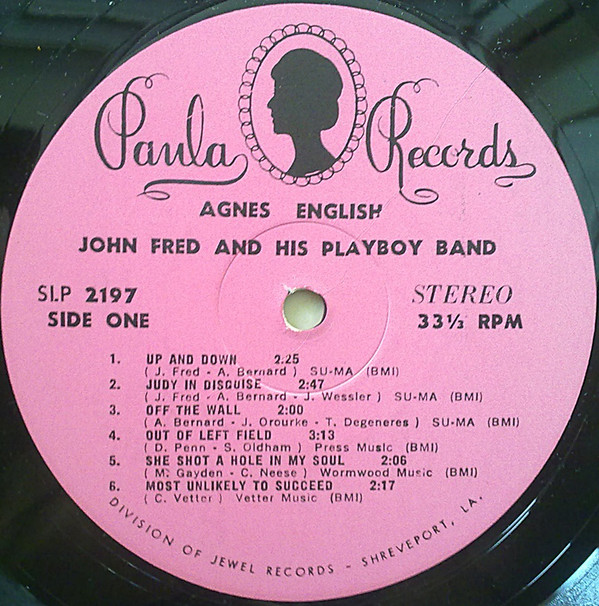 Paula Records
AGNES ENGLISH
JOHN FRED AND HIS PLAYBOY BAND
SLP 2197
STEREO
SIDE ONE
33⅓ RPM
1. UP AND DOWN 2:25
( J. Fred - A. Bernard ) SU-MA (BMI)
2. JUDY IN DISGUISE 2:47
( J. Fred - A. Bernard - J. Wessler ) SU-MA (BMI)
3. OFF THE WALL 2:00
( A. Bernard - J. Orourke - T. Degeneres ) SU-MA (BMI)
4. OUT OF LEFT FIELD 3:13
( D. Penn - S. Oldham ) Press Music (BMI)
5. SHE SHOT A HOLE IN MY SOUL 2:06
( M. Gayden - C. Neese ) Wormwood Music (BMI)
6. MOST UNLIKELY TO SUCCEED 2:17
( C. Vetter ) Vetter Music (BMI)
DIVISION OF JEWEL RECORDS - SHREVEPORT, LA.